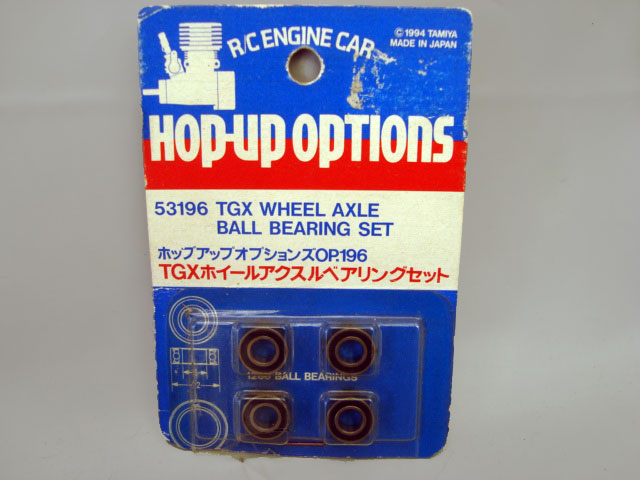 R/C ENGINE CAR
© 1994 TAMIYA
MADE IN JAPAN
HOP-UP OPTIONS
53196 TGX WHEEL AXLE
BALL BEARING SET
ホップアップオプションズOP.196
TGXホイールアクスルベアリングセット
BALL BEARINGS